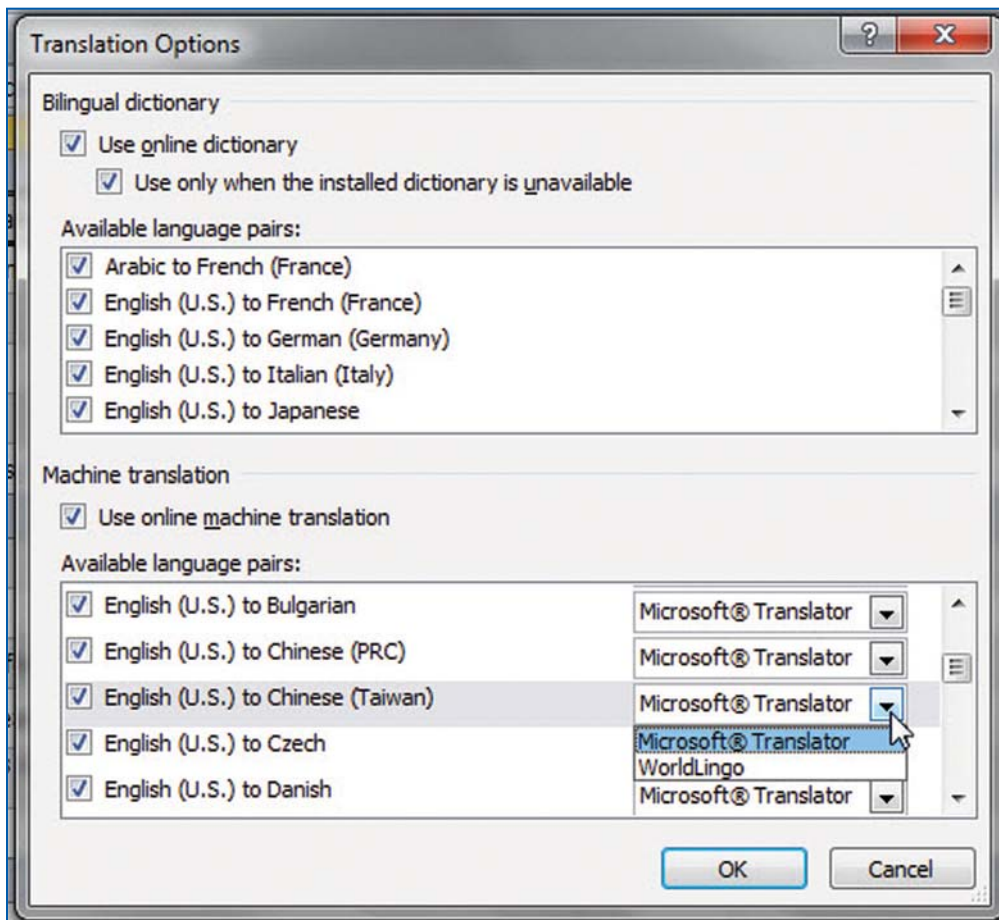 Translation Options
Bilingual dictionary
Use online dictionary
Use only when the installed dictionary is unavailable
Available language pairs:
Arabic to French (France)
English (U.S.) to French (France)
English (U.S.) to German (Germany)
English (U.S.) to Italian (Italy)
English (U.S.) to Japanese
Machine translation
Use online machine translation
Available language pairs:
English (U.S.) to Bulgarian Microsoft® Translator
English (U.S.) to Chinese (PRC) Microsoft® Translator
English (U.S.) to Chinese (Taiwan) Microsoft® Translator
Microsoft® Translator
English (U.S.) to Czech
WorldLingo
English (U.S.) to Danish Microsoft® Translator
OK Cancel